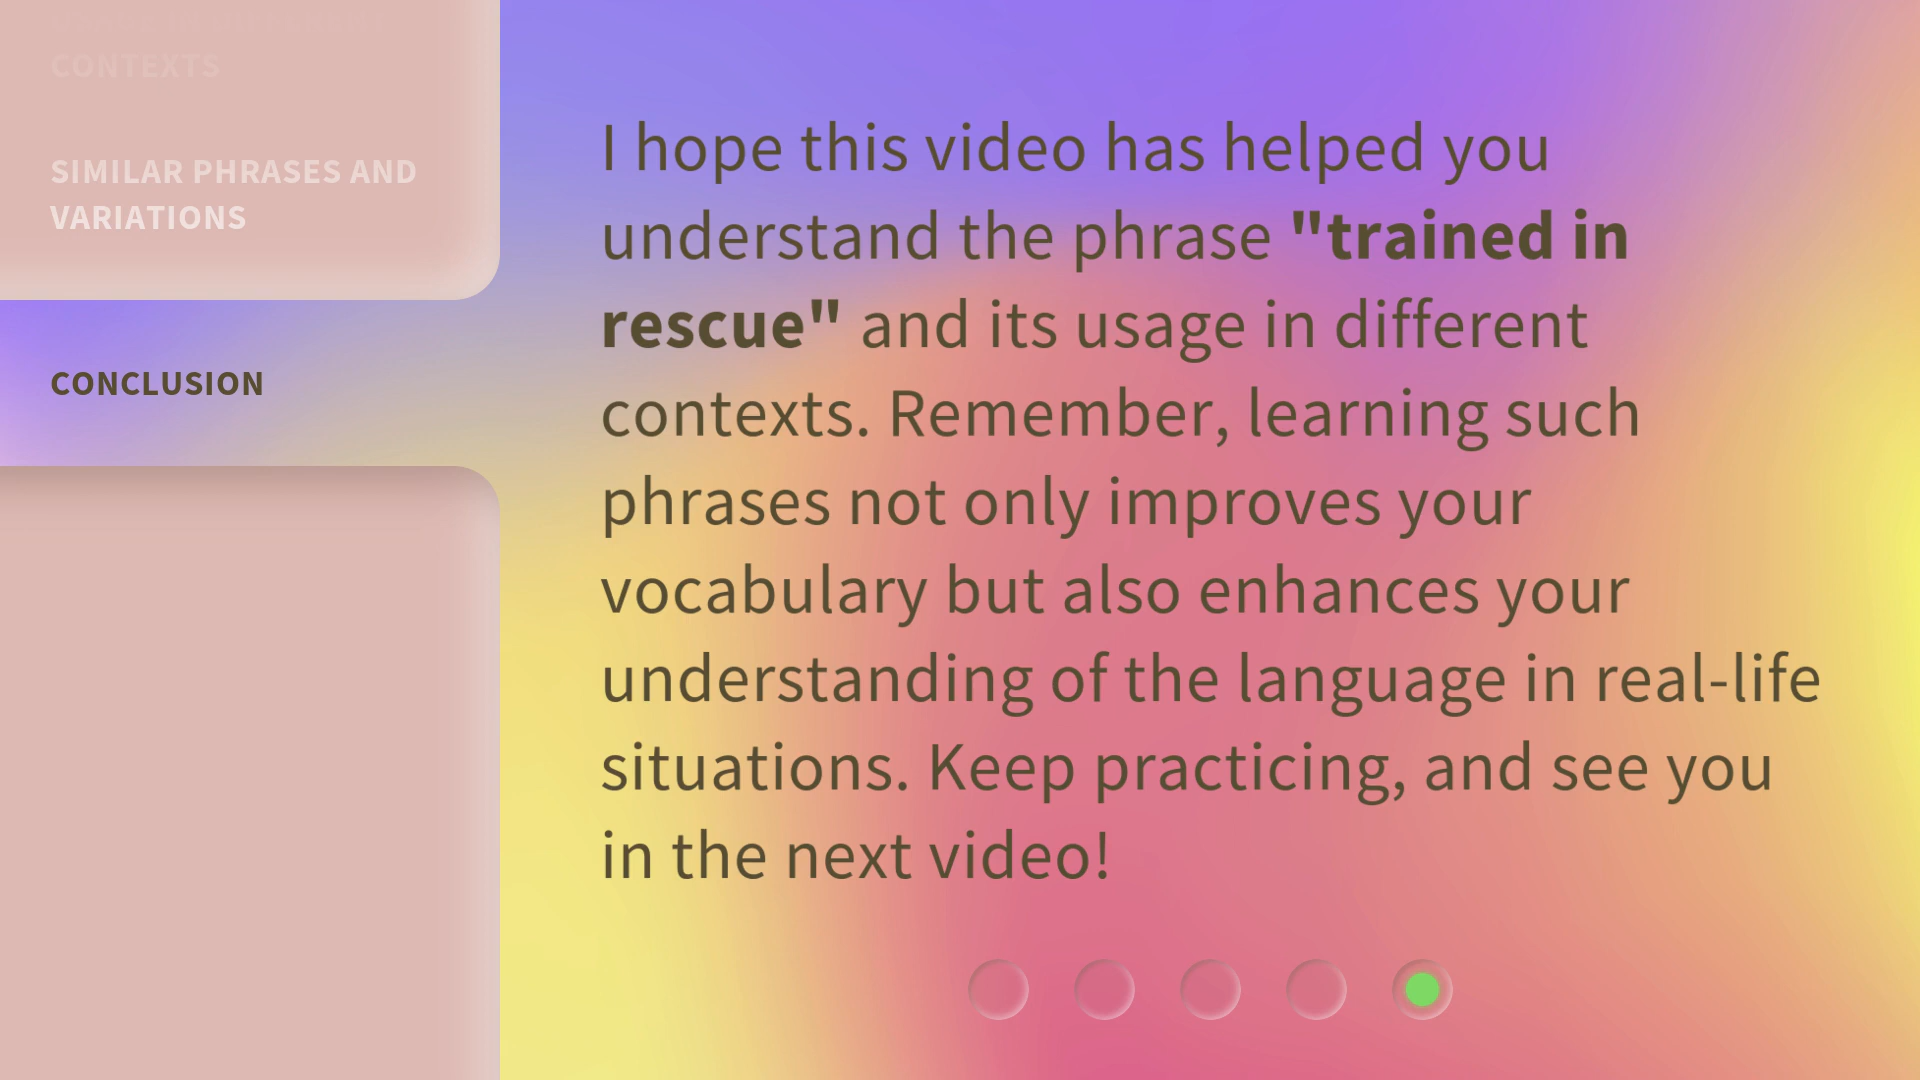 CONTEXTS
SIMILAR PHRASES AND
VARIATIONS
CONCLUSION
I hope this video has helped you
understand the phrase "trained in
rescue" and its usage in different
contexts. Remember, learning such
phrases not only improves your
vocabulary but also enhances your
understanding of the language in real-life
situations. Keep practicing, and see you
in the next video!